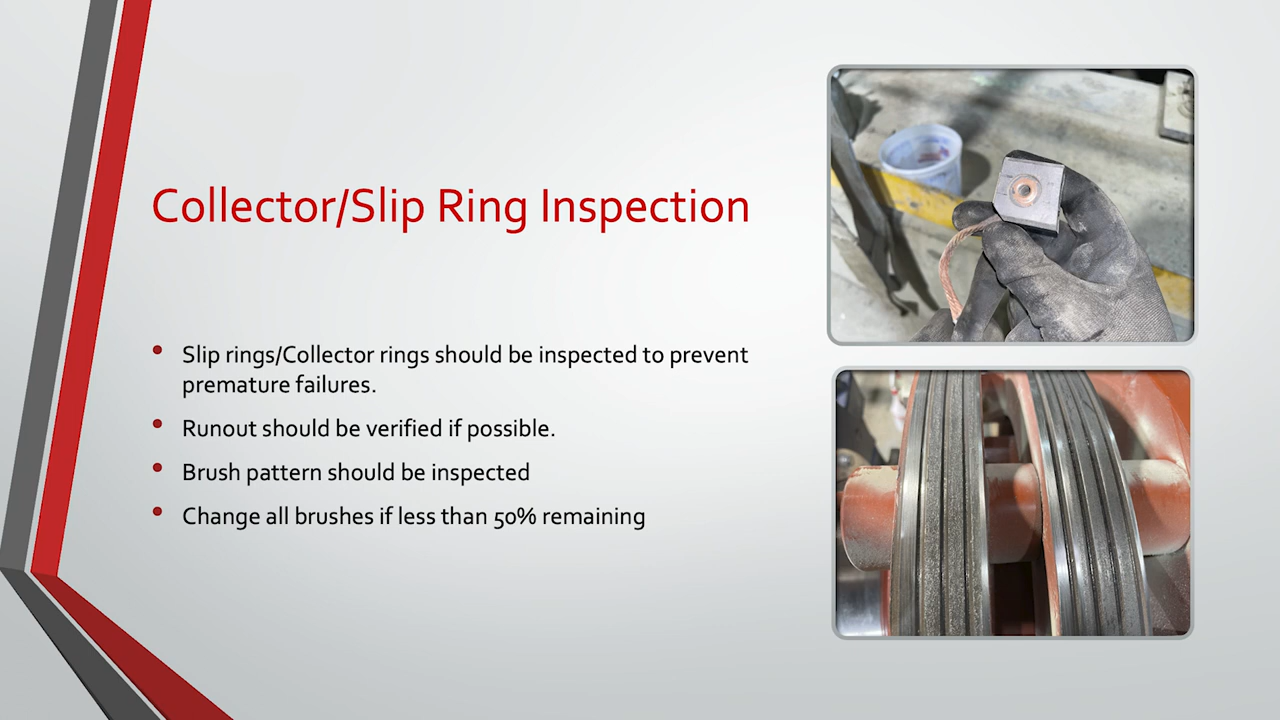 Collector/Slip Ring Inspection
• Slip rings/Collector rings should be inspected to prevent
premature failures.
• Runout should be verified if possible.
• Brush pattern should be inspected
• Change all brushes if less than 50% remaining